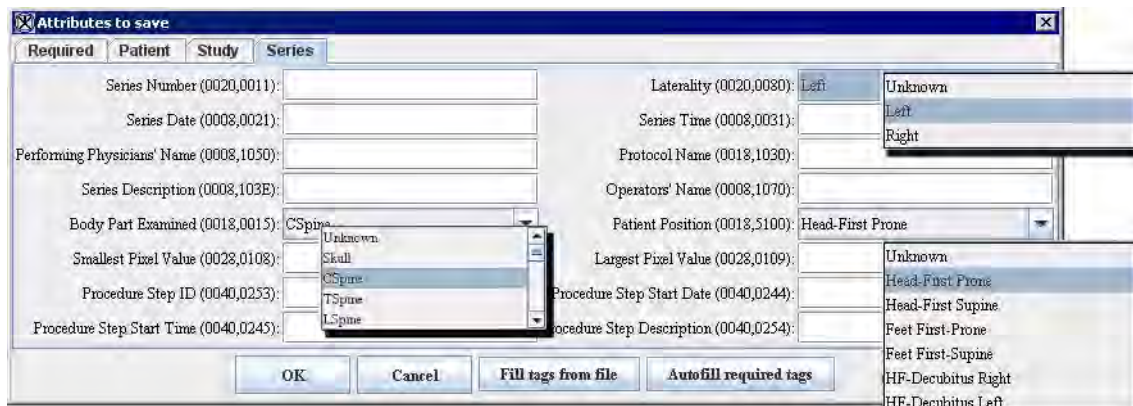 Attributes to save
Required Patient Study Series
Series Number (0020,0011): Laterality (0020,0080): Left
Unknown
Left
Right
Series Date (0008,0021): Series Time (0008,0031):
Performing Physicians' Name (0008,1050): Protocol Name (0018,1030):
Series Description (0008,103E): Operators' Name (0008,1070):
Body Part Examined (0018,0015): CSpine Patient Position (0018,5100): Head-First Prone
Unknown
Skull
CSpine
TSpine
LSpine
Smallest Pixel Value (0028,0108): Largest Pixel Value (0028,0109):
Unknown
Head-First Prone
Head-First Supine
Feet First-Prone
Feet First-Supine
HF-Decubitus Right
HF-Decubitus Left
Procedure Step ID (0040,0253): Procedure Step Start Date (0040,0244):
Procedure Step Start Time (0040,0245): Procedure Step Description (0040,0254):
OK Cancel Fill tags from file Autofill required tags